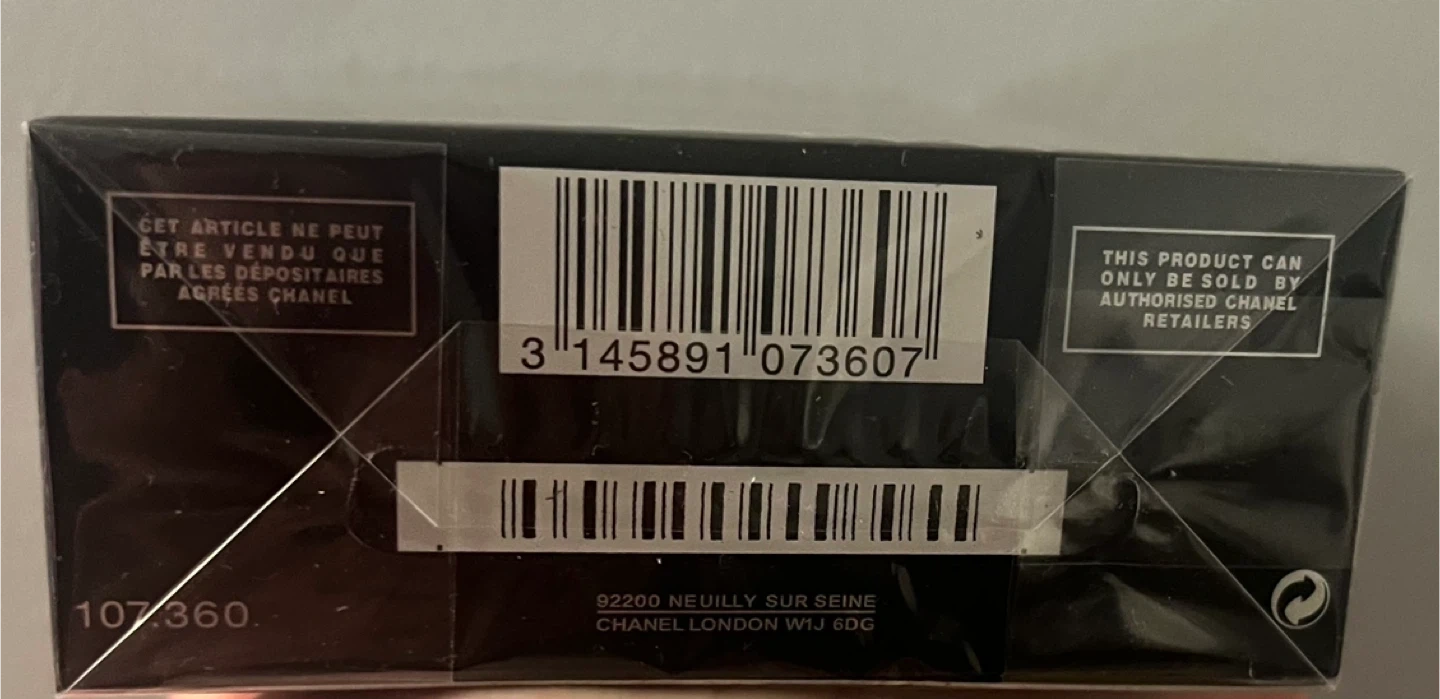 CET ARTICLE NE PEUT
ÊTRE VENDU QUE
PAR LES DÉPOSITAIRES
AGRÉÉS CHANEL
3 145891 073607
THIS PRODUCT CAN
ONLY BE SOLD BY
AUTHORISED CHANEL
RETAILERS
107.360.
92200 NEUILLY SUR SEINE
CHANEL LONDON W1J 6DG